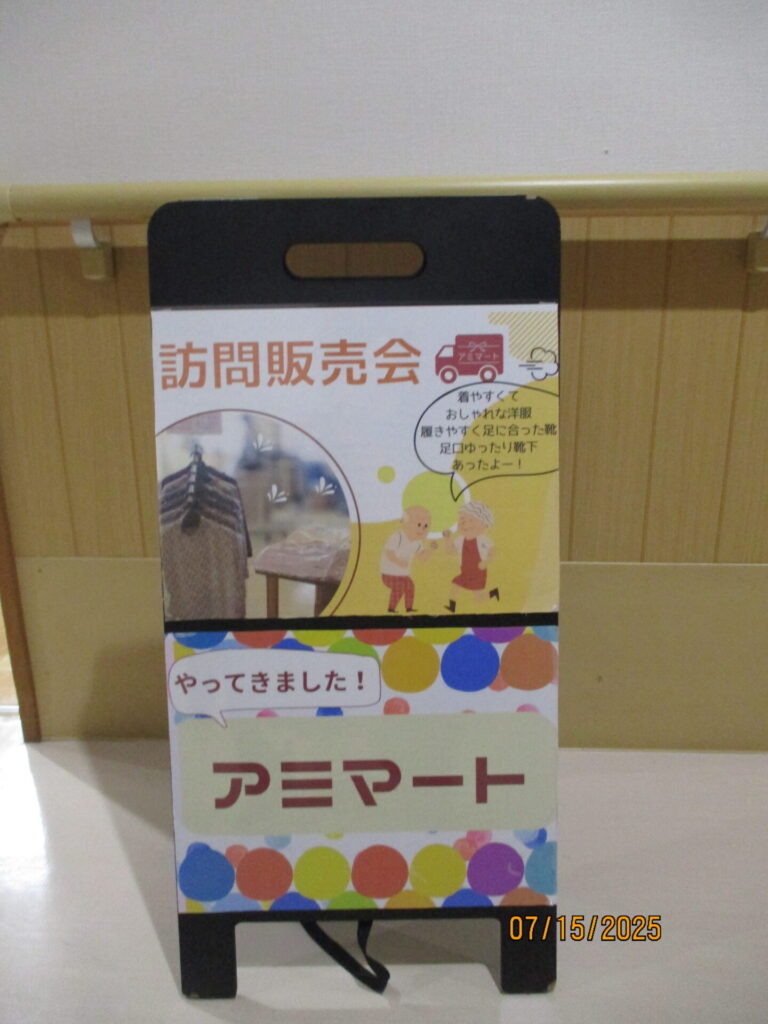 訪問販売会
アミマート
着やすくて
おしゃれな洋服
履きやすく足に合った靴
足口ゆったり靴下
あったよー！
やってきました！
アミマート
07/15/2025